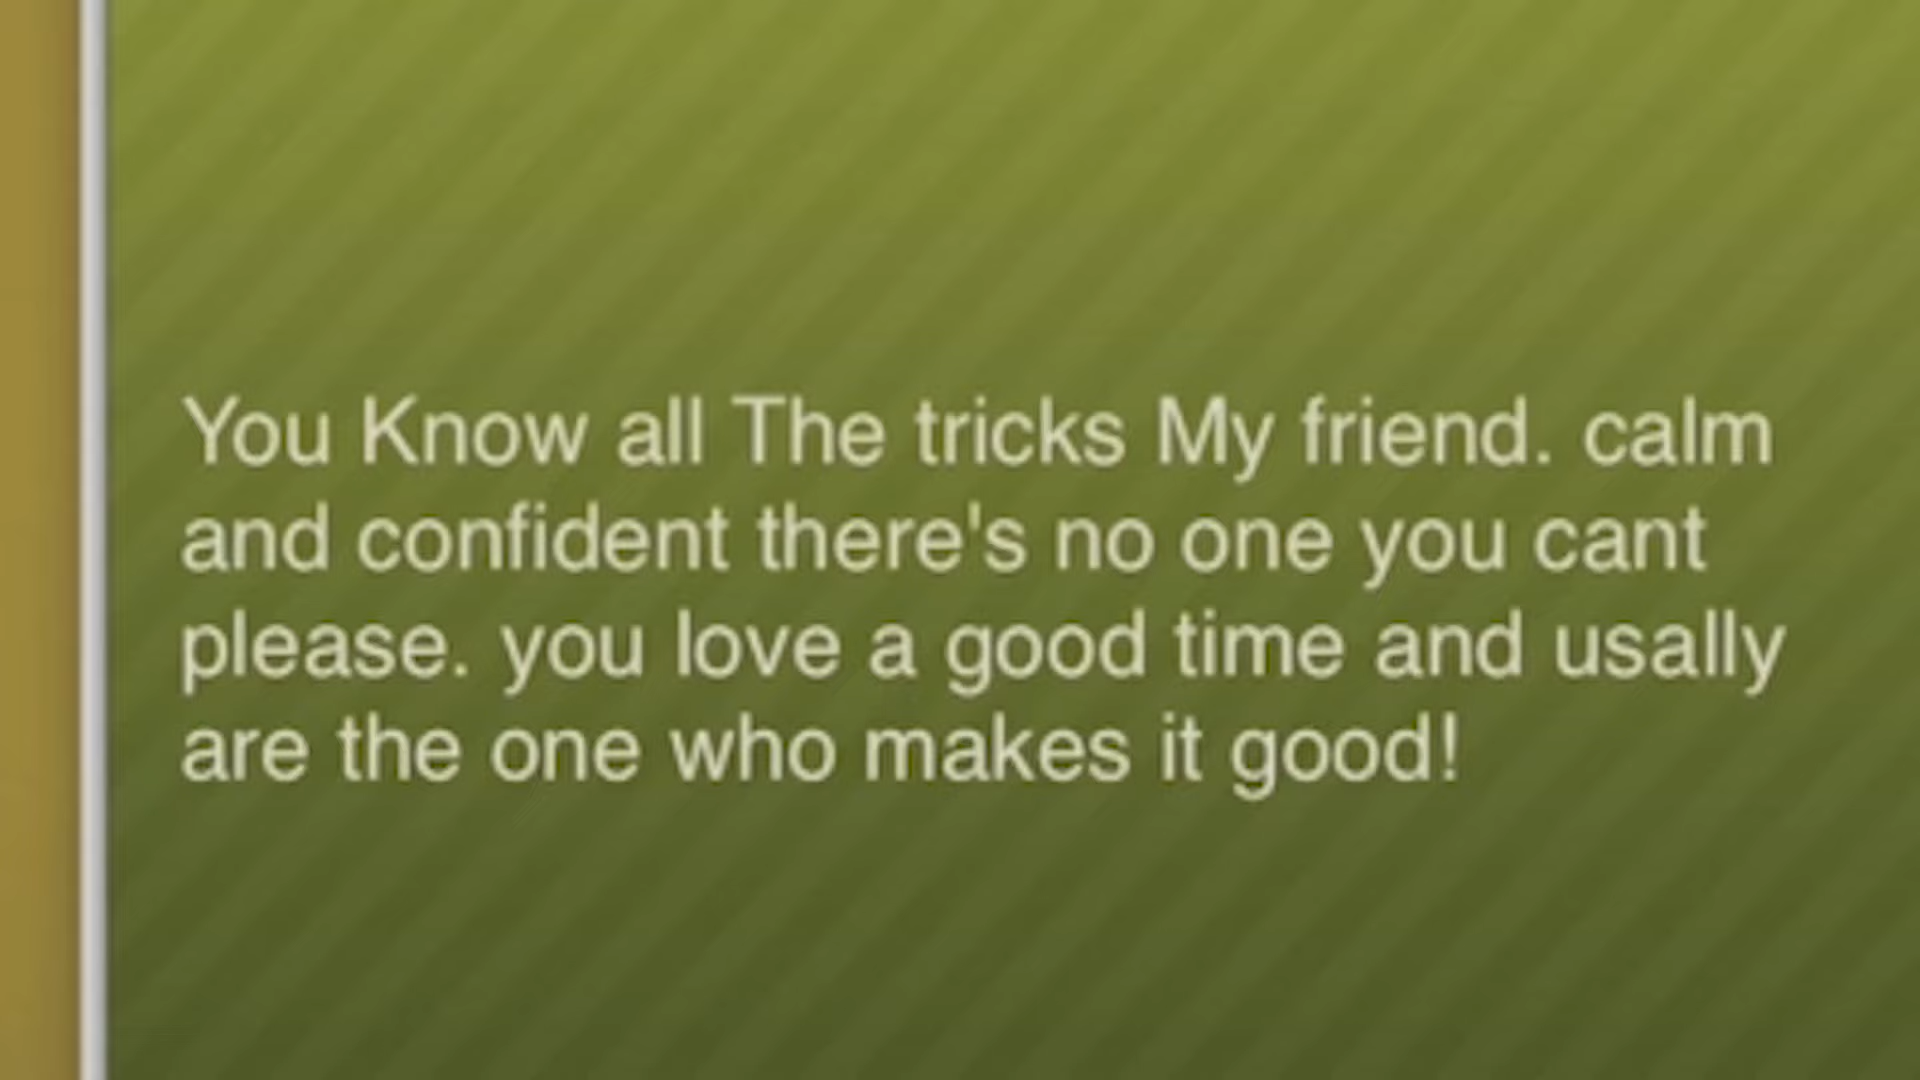 You Know all The tricks My friend. calm
and confident there's no one you cant
please. you love a good time and usally
are the one who makes it good!